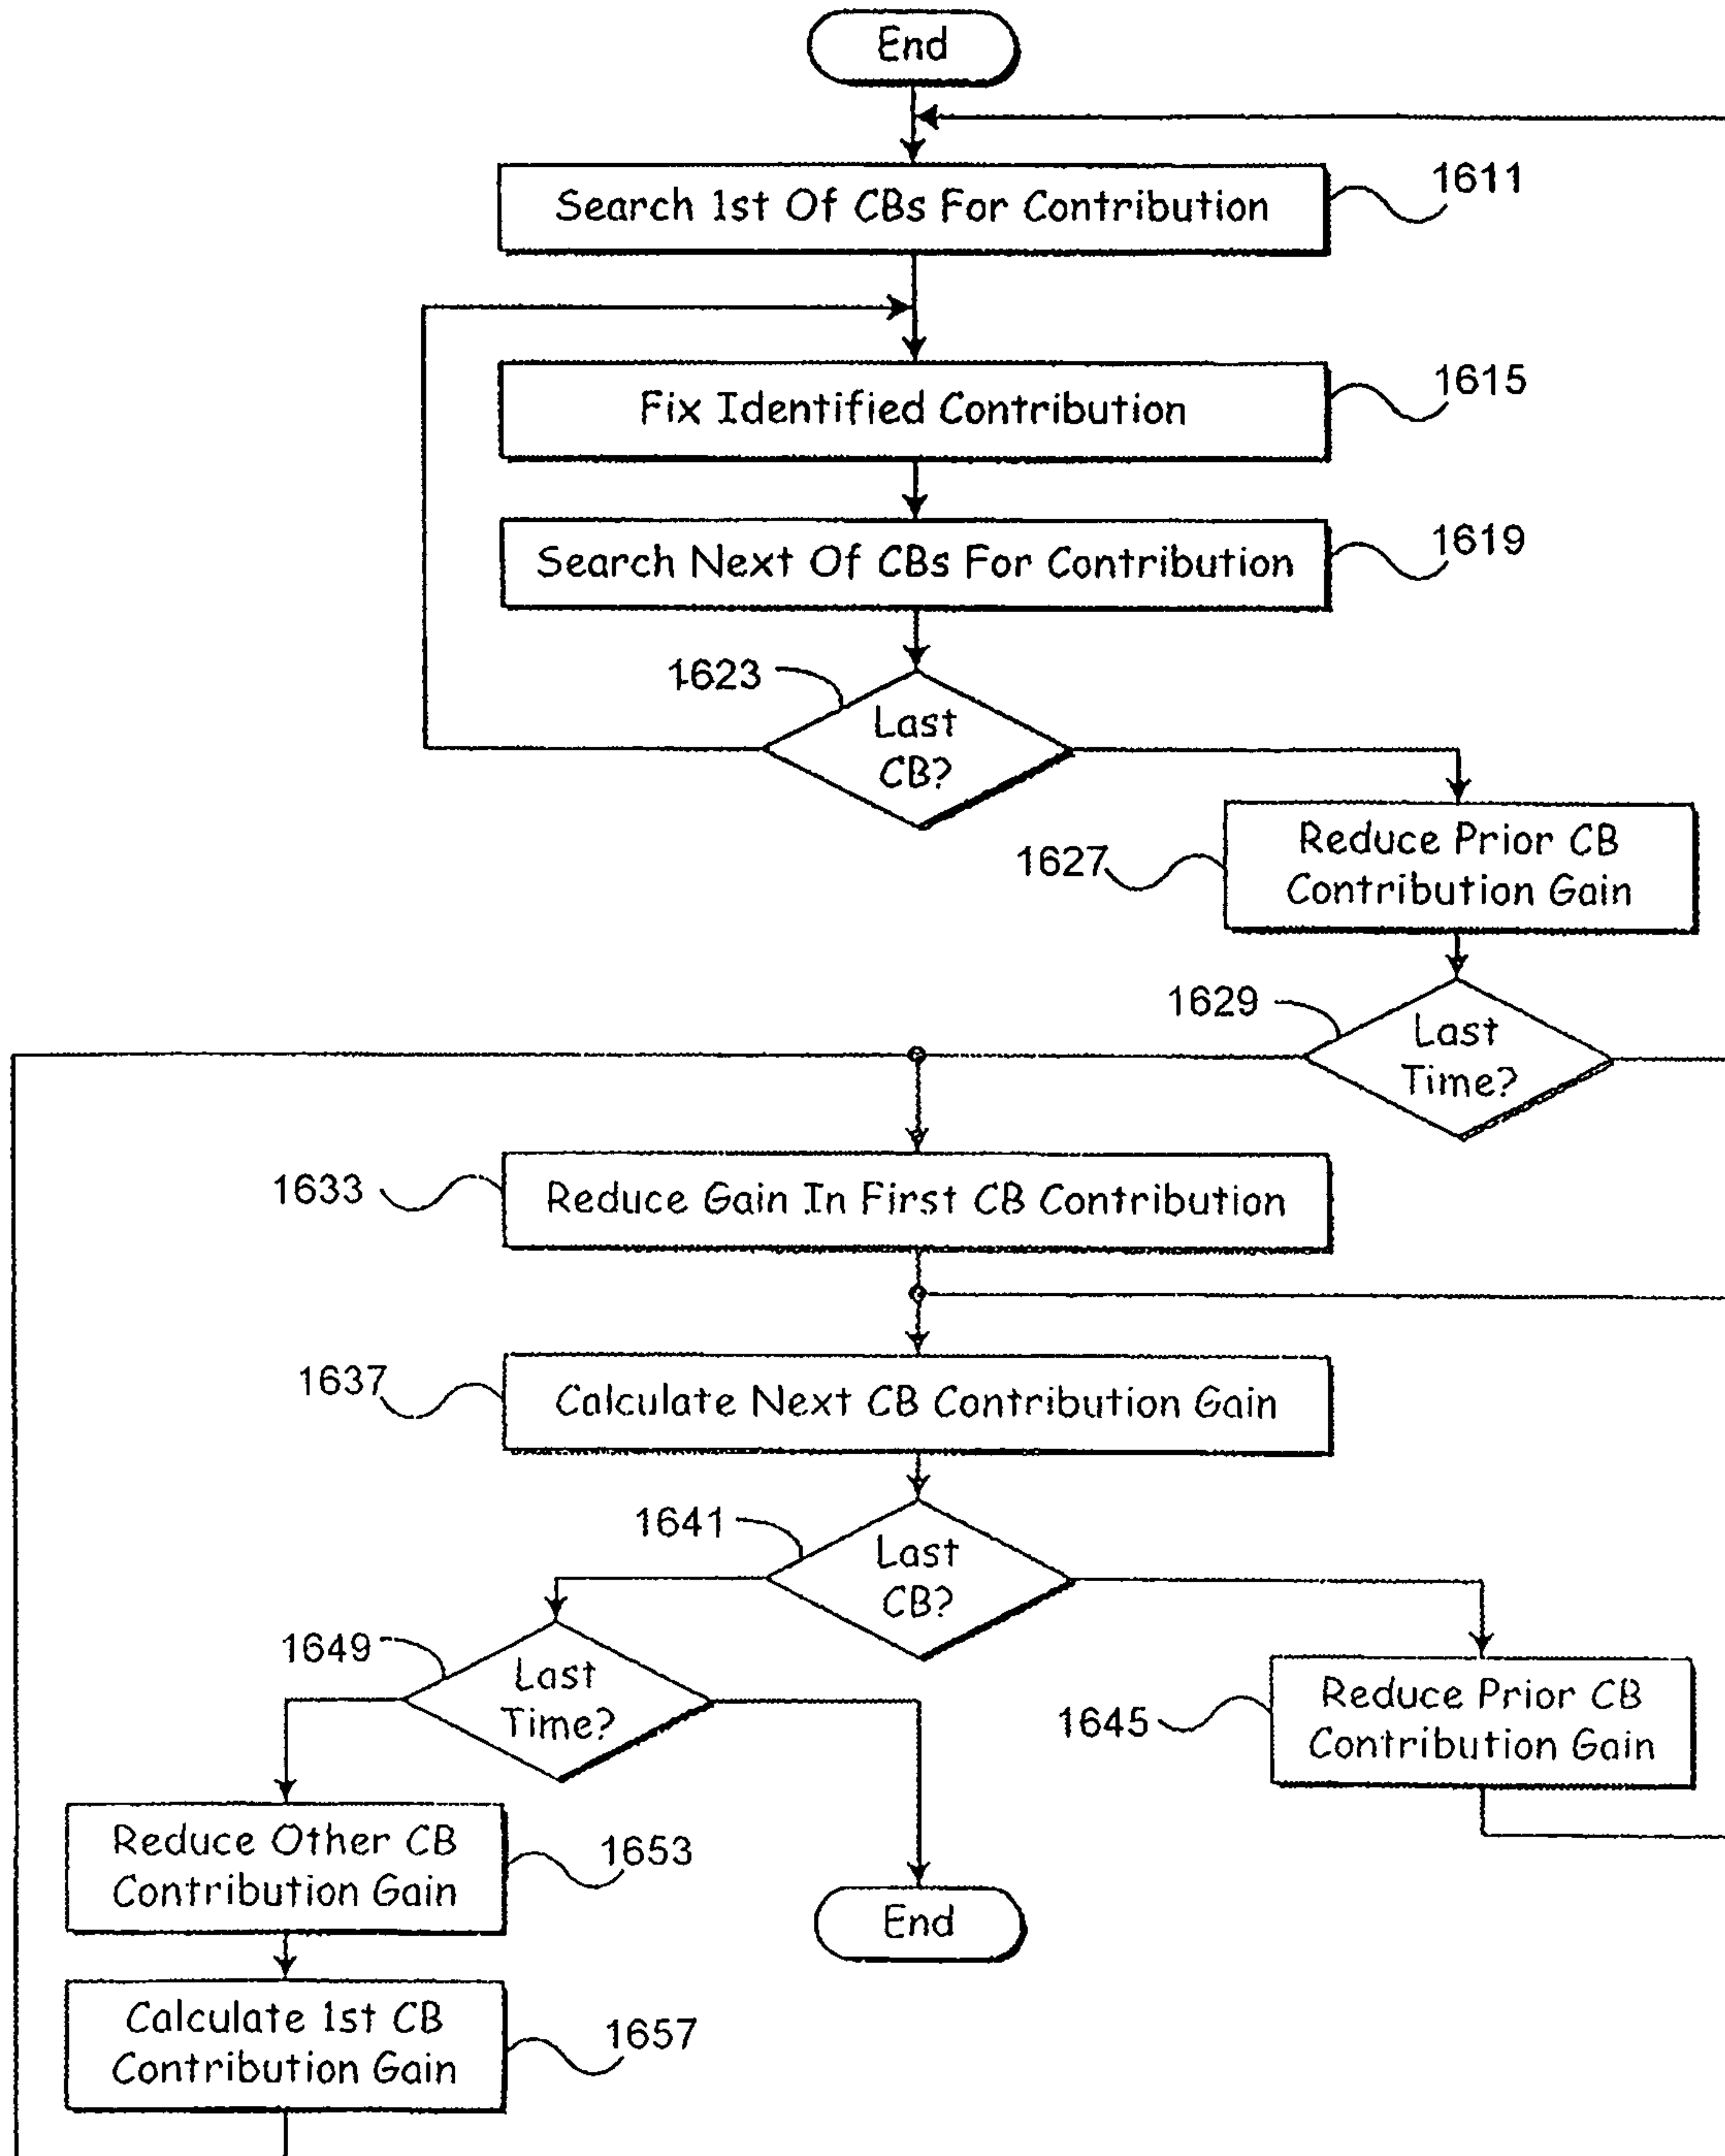 End
Search 1st Of CBs For Contribution
1611
Fix Identified Contribution
1615
Search Next Of CBs For Contribution
1619
1623
Last
CB?
1627
Reduce Prior CB
Contribution Gain
1629
Last
Time?
1633
Reduce Gain In First CB Contribution
1637
Calculate Next CB Contribution Gain
1641
Last
CB?
1649
Last
Time?
1645
Reduce Prior CB
Contribution Gain
Reduce Other CB
Contribution Gain
1653
End
Calculate 1st CB
Contribution Gain
1657